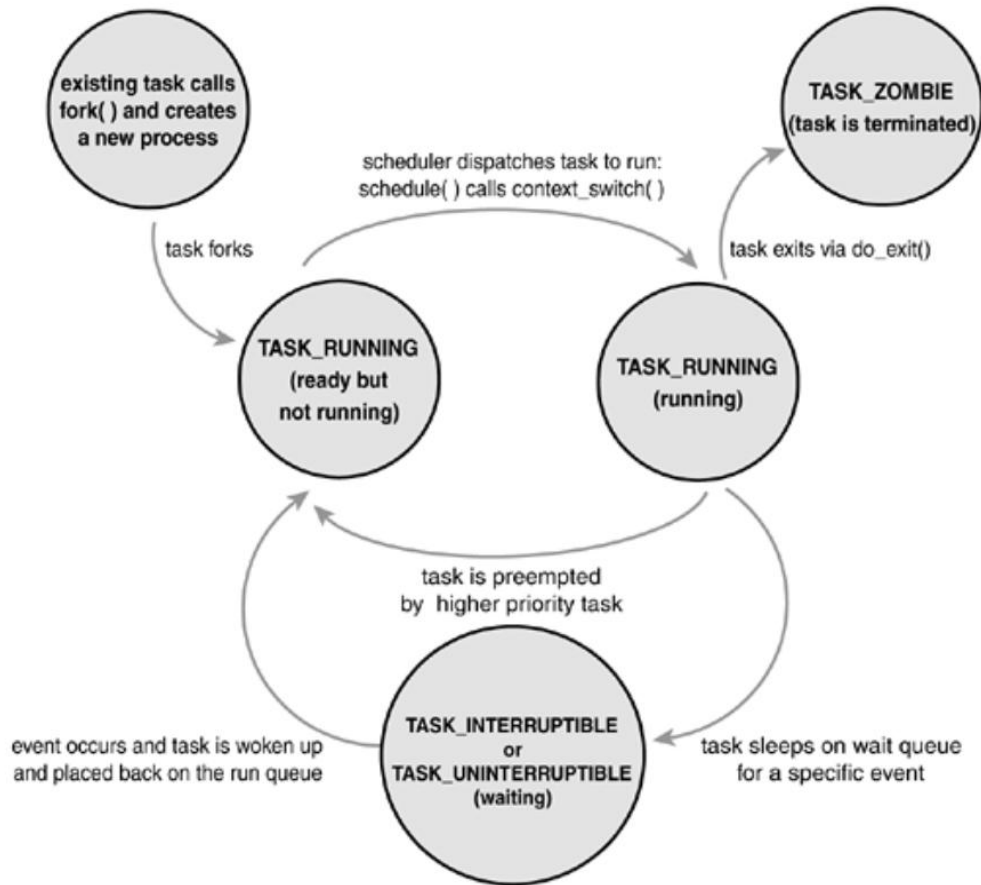 existing task calls
fork( ) and creates
a new process
TASK_ZOMBIE
(task is terminated)
scheduler dispatches task to run:
schedule( ) calls context_switch( )
task forks
task exits via do_exit()
TASK_RUNNING
(ready but
not running)
TASK_RUNNING
(running)
task is preempted
by higher priority task
TASK_INTERRUPTIBLE
or
TASK_UNINTERRUPTIBLE
(waiting)
event occurs and task is woken up
and placed back on the run queue
task sleeps on wait queue
for a specific event